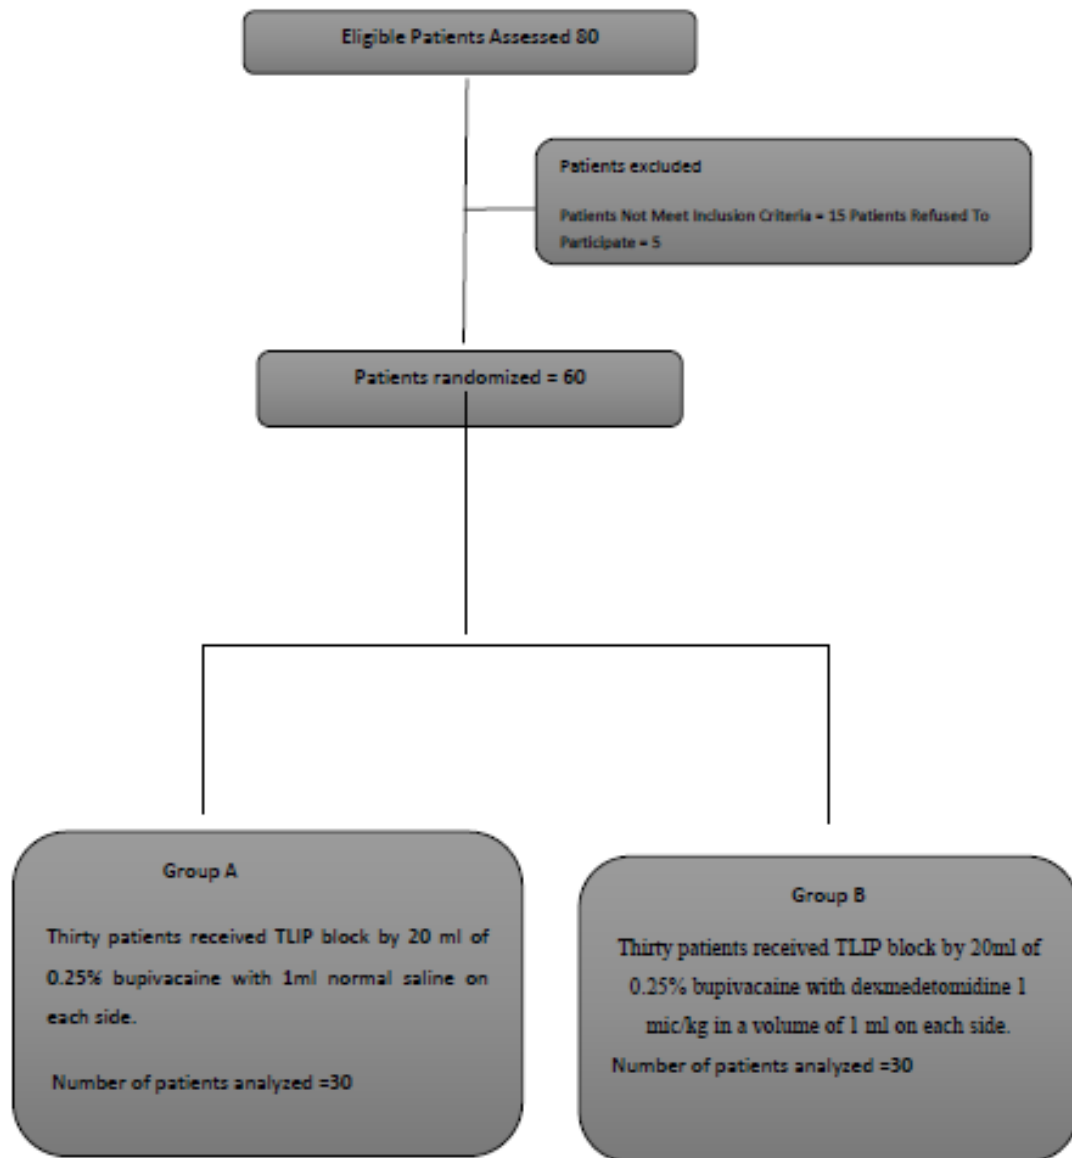 Eligible Patients Assessed 80
Patients excluded
Patients Not Meet Inclusion Criteria = 15 Patients Refused To
Participate = 5
Patients randomized = 60
Group A
Thirty patients received TLIP block by 20 ml of
0.25% bupivacaine with 1ml normal saline on
each side.
Number of patients analyzed =30
Group B
Thirty patients received TLIP block by 20ml of
0.25% bupivacaine with dexmedetomidine 1
mic/kg in a volume of 1 ml on each side.
Number of patients analyzed =30